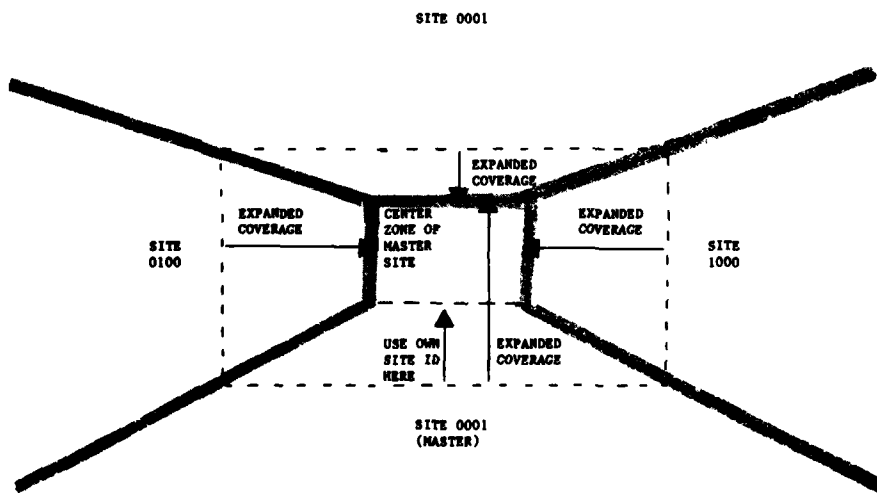 SITE 0001
EXPANDED
COVERAGE
EXPANDED
COVERAGE
CENTER
ZONE OF
MASTER
SITE
EXPANDED
COVERAGE
SITE
0100
SITE
1000
USE OWN
SITE ID
HERE
EXPANDED
COVERAGE
SITE 0001
(MASTER)